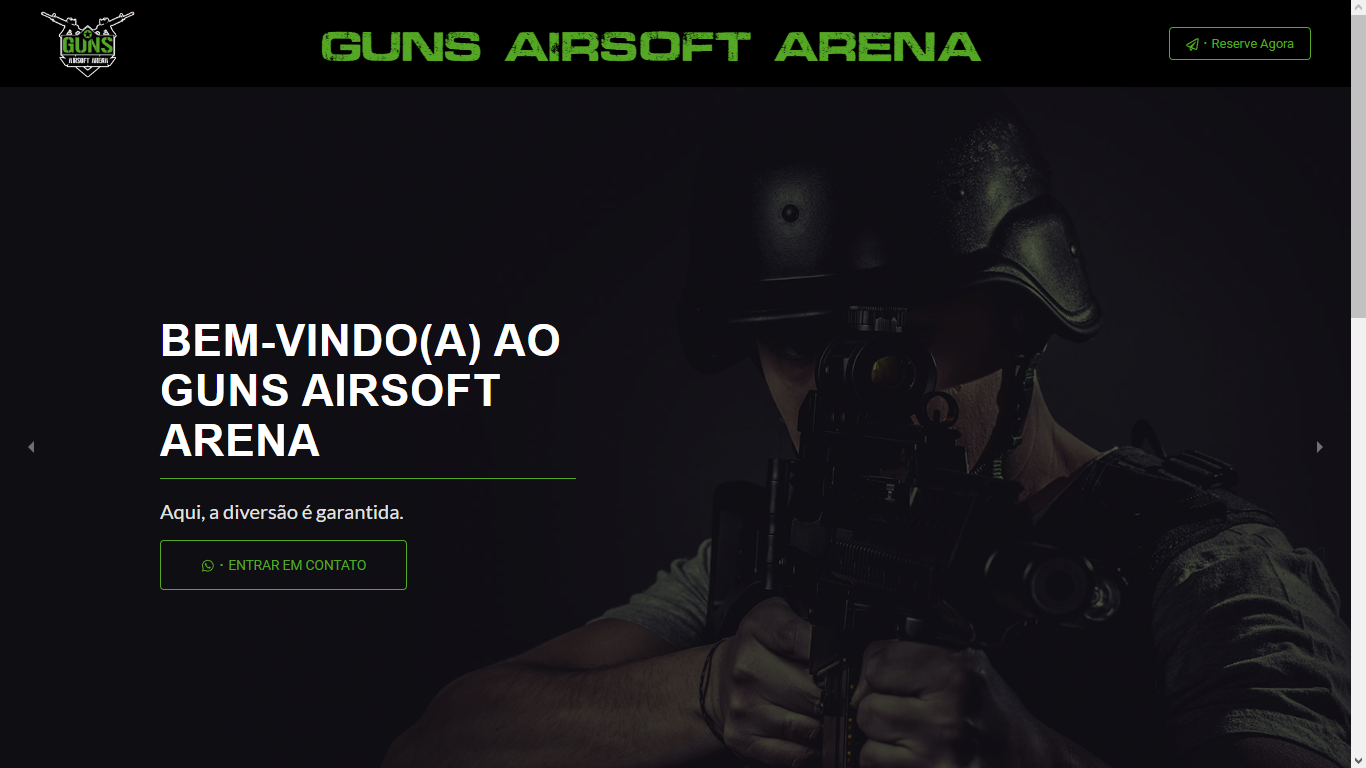 GUNS
AIRSOFT ARENA
GUNS AIRSOFT ARENA
· Reserve Agora
BEM-VINDO(A) AO
GUNS AIRSOFT
ARENA
Aqui, a diversão é garantida.
· ENTRAR EM CONTATO